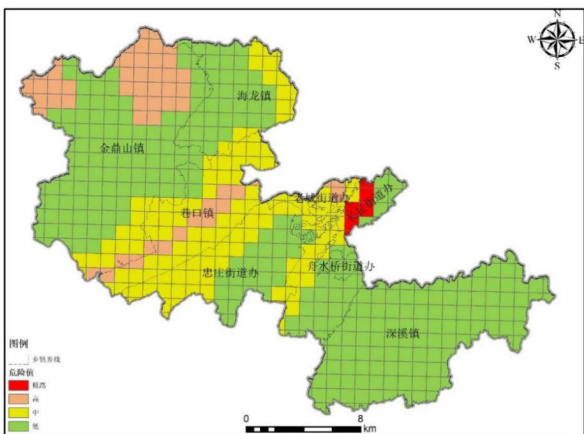 N
W E
S
海龙镇
金鼎山镇
老城街道办
巷口镇
忠庄街道办
舟水桥街道办
深溪镇
图例
乡镇界线
危险值
极高
高
中
低
0 8
km